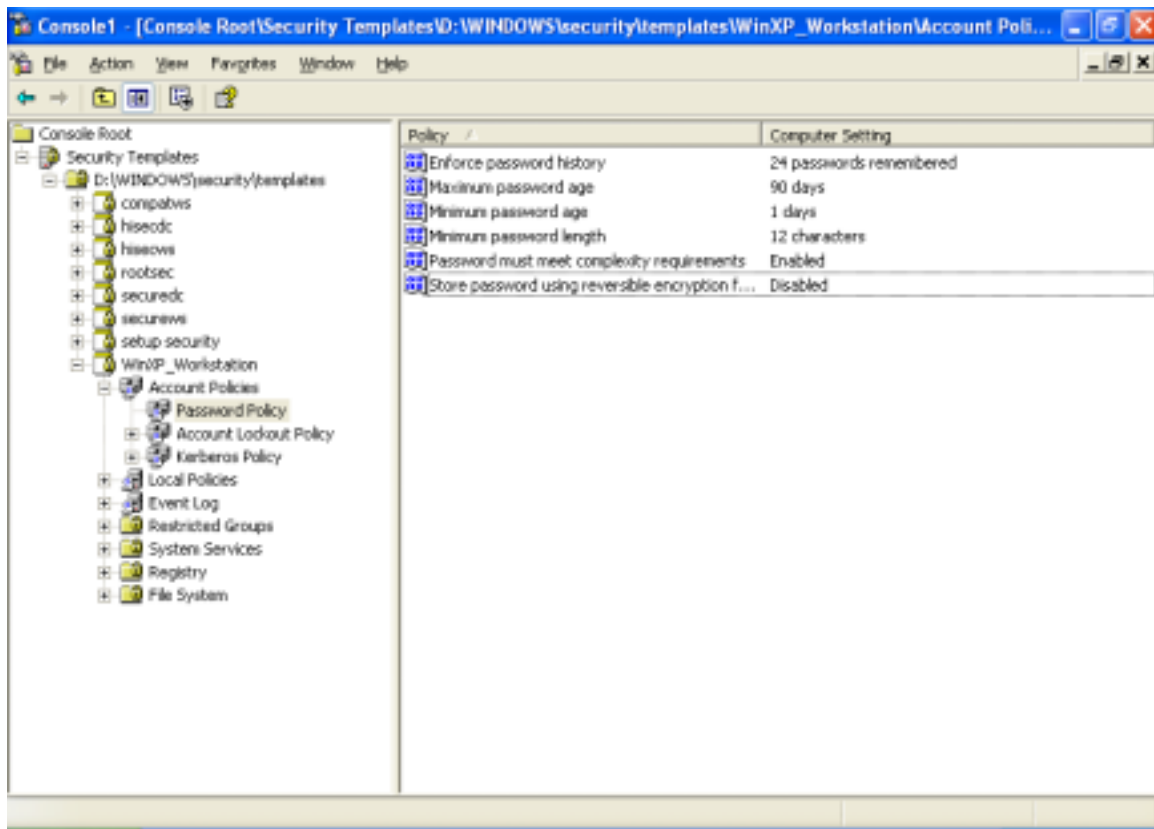 Console1 - [Console Root\Security Templates\D:\WINDOWS\security\templates\WinXP_Workstation\Account Poli...
File Action View Favorites Window Help
Console Root
Security Templates
D:\WINDOWS\security\templates
compatws
hisecdc
hisecws
rootsec
securedc
securews
setup security
WinXP_Workstation
Account Policies
Password Policy
Account Lockout Policy
Kerberos Policy
Local Policies
Event Log
Restricted Groups
System Services
Registry
File System
Policy Computer Setting
Enforce password history 24 passwords remembered
Maximum password age 90 days
Minimum password age 1 days
Minimum password length 12 characters
Password must meet complexity requirements Enabled
Store password using reversible encryption f... Disabled